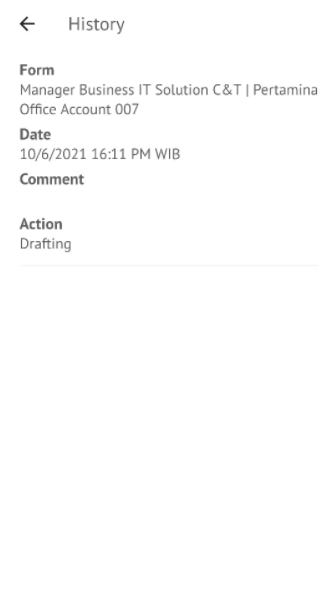 History
Form
Manager Business IT Solution C&T | Pertamina
Office Account 007
Date
10/6/2021 16:11 PM WIB
Comment
Action
Drafting